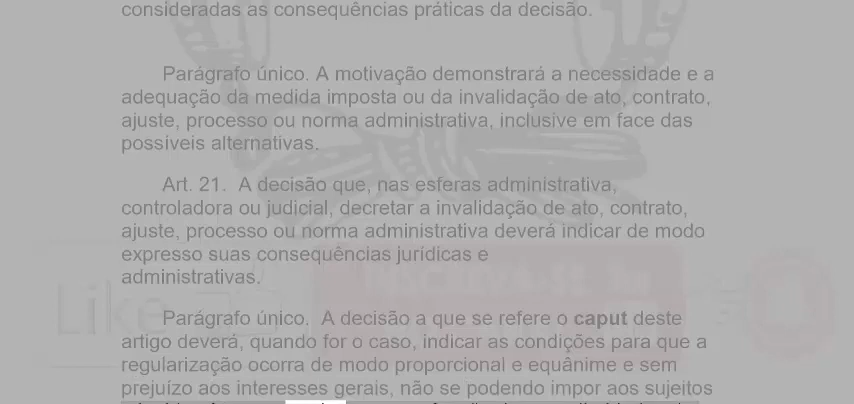 consideradas as consequências práticas da decisão.
Parágrafo único. A motivação demonstrará a necessidade e a
adequação da medida imposta ou da invalidação de ato, contrato,
ajuste, processo ou norma administrativa, inclusive em face das
possíveis alternativas.
Art. 21.  A decisão que, nas esferas administrativa,
controladora ou judicial, decretar a invalidação de ato, contrato,
ajuste, processo ou norma administrativa deverá indicar de modo
expresso suas consequências jurídicas e
administrativas.
INSCREVA-SE
Like
Parágrafo único.  A decisão a que se refere o caput deste
artigo deverá, quando for o caso, indicar as condições para que a
regularização ocorra de modo proporcional e equânime e sem
prejuízo aos interesses gerais, não se podendo impor aos sujeitos